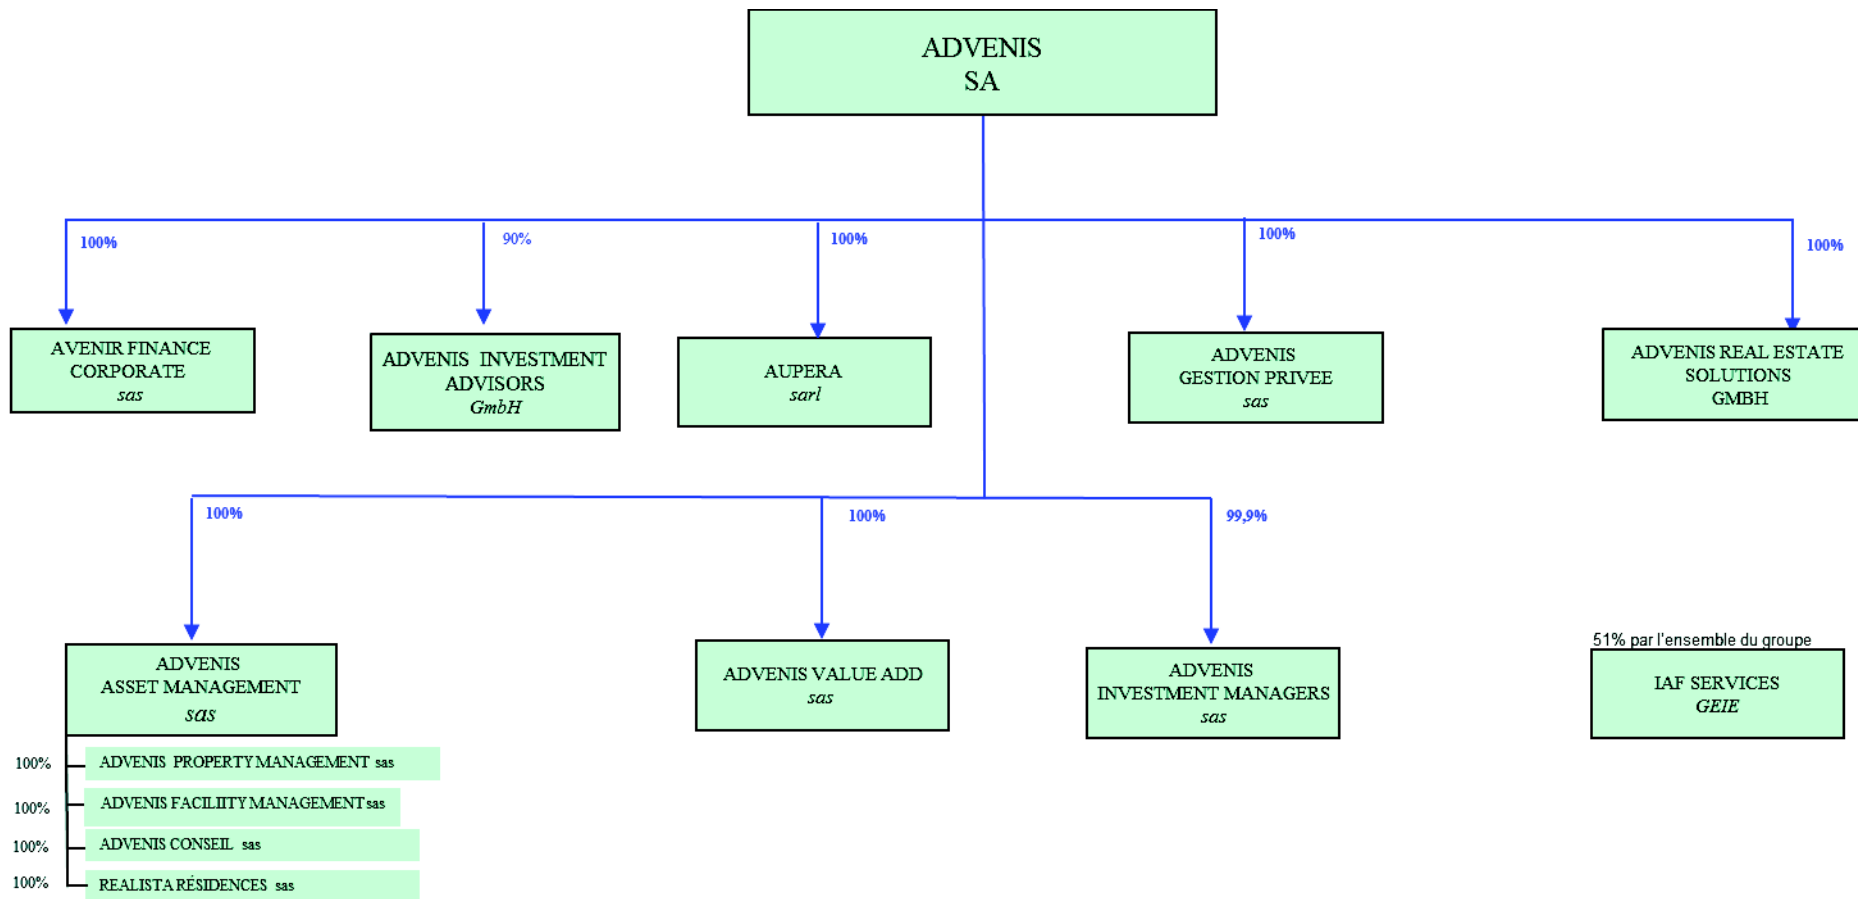 ADVENIS
SA
100%
90%
100%
100%
100%
AVENIR FINANCE
CORPORATE
sas
ADVENIS INVESTMENT
ADVISORS
GmbH
AUPERA
sarl
ADVENIS
GESTION PRIVEE
sas
ADVENIS REAL ESTATE
SOLUTIONS
GMBH
100%
100%
99,9%
ADVENIS
ASSET MANAGEMENT
sas
ADVENIS VALUE ADD
sas
ADVENIS
INVESTMENT MANAGERS
sas
51% par l'ensemble du groupe
IAF SERVICES
GEIE
100% ADVENIS PROPERTY MANAGEMENT sas
100% ADVENIS FACILIITY MANAGEMENT sas
100% ADVENIS CONSEIL sas
100% REALISTA RÉSIDENCES sas